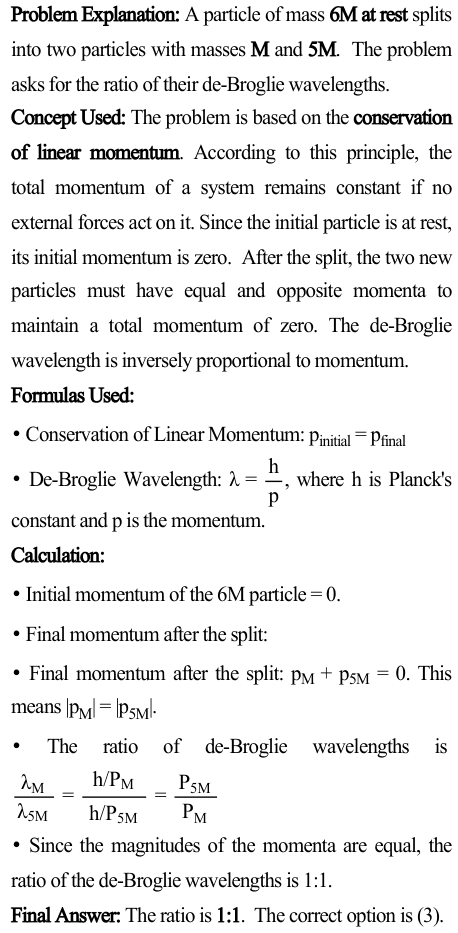 Problem Explanation: A particle of mass 6M at rest splits
into two particles with masses M and 5M. The problem
asks for the ratio of their de-Broglie wavelengths.
Concept Used: The problem is based on the conservation
of linear momentum. According to this principle, the
total momentum of a system remains constant if no
external forces act on it. Since the initial particle is at rest,
its initial momentum is zero. After the split, the two new
particles must have equal and opposite momenta to
maintain a total momentum of zero. The de-Broglie
wavelength is inversely proportional to momentum.
Formulas Used:
• Conservation of Linear Momentum: p_initial = p_final
• De-Broglie Wavelength: λ = h/p, where h is Planck's
constant and p is the momentum.
Calculation:
• Initial momentum of the 6M particle = 0.
• Final momentum after the split:
• Final momentum after the split: p_M + p_5M = 0. This
means |p_M| = |p_5M|.
• The ratio of de-Broglie wavelengths is
λ_M/λ_5M = (h/P_M)/(h/P_5M) = P_5M/P_M
• Since the magnitudes of the momenta are equal, the
ratio of the de-Broglie wavelengths is 1:1.
Final Answer: The ratio is 1:1. The correct option is (3).